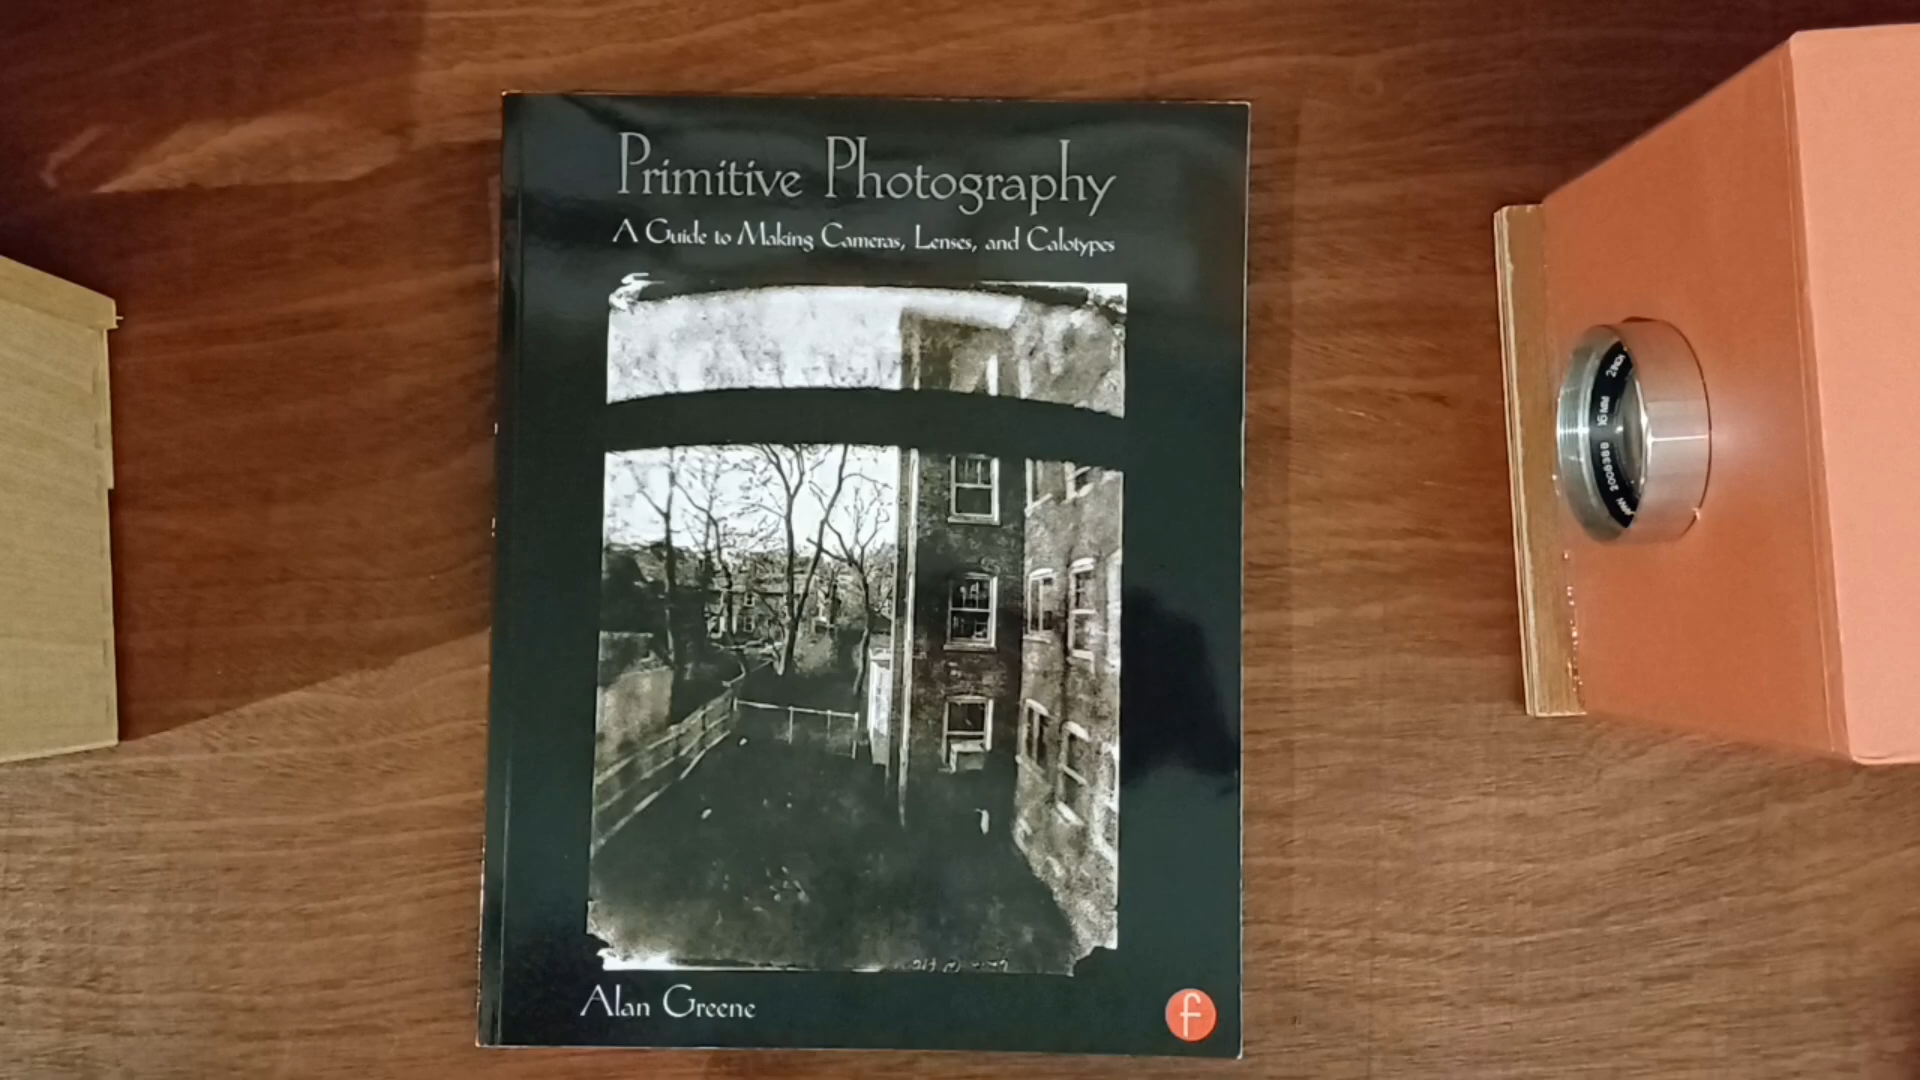 Primitive Photography
A Guide to Making Cameras, Lenses, and Calotypes
Alan Greene
f